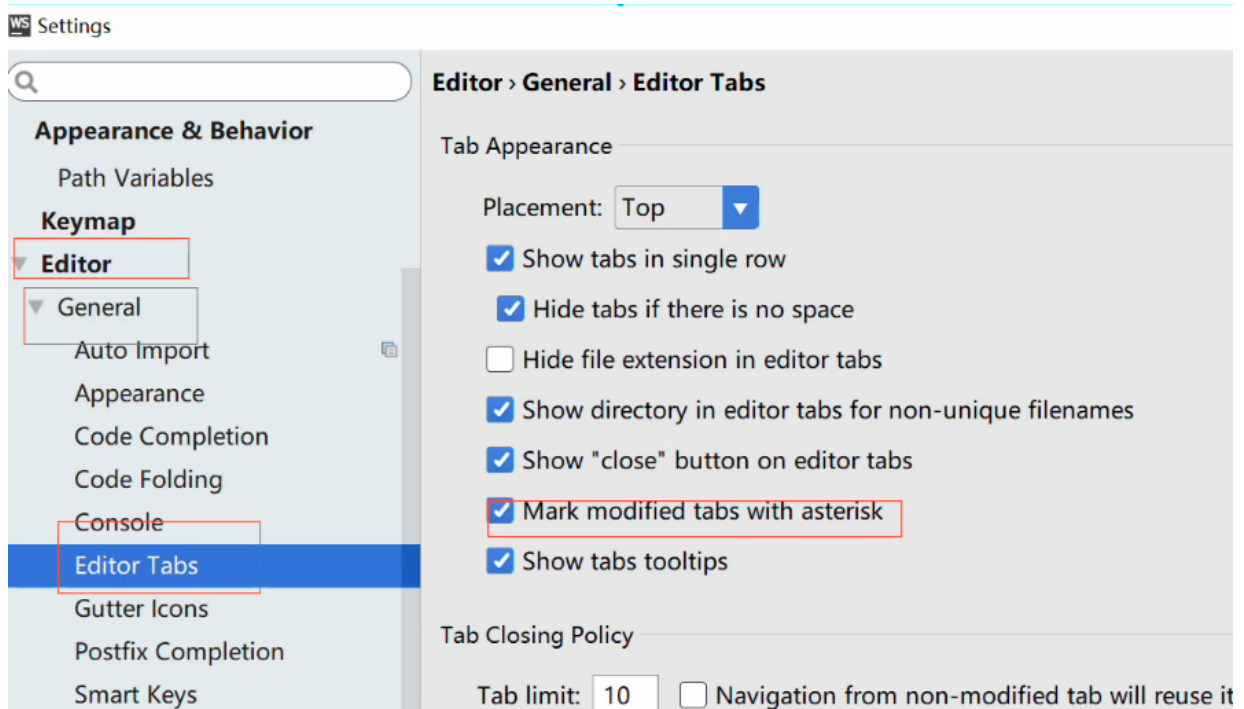 WS Settings
Appearance & Behavior
Path Variables
Keymap
Editor
General
Auto Import
Appearance
Code Completion
Code Folding
Console
Editor Tabs
Gutter Icons
Postfix Completion
Smart Keys
Editor › General › Editor Tabs
Tab Appearance
Placement: Top
Show tabs in single row
Hide tabs if there is no space
Hide file extension in editor tabs
Show directory in editor tabs for non-unique filenames
Show "close" button on editor tabs
Mark modified tabs with asterisk
Show tabs tooltips
Tab Closing Policy
Tab limit: 10 Navigation from non-modified tab will reuse it